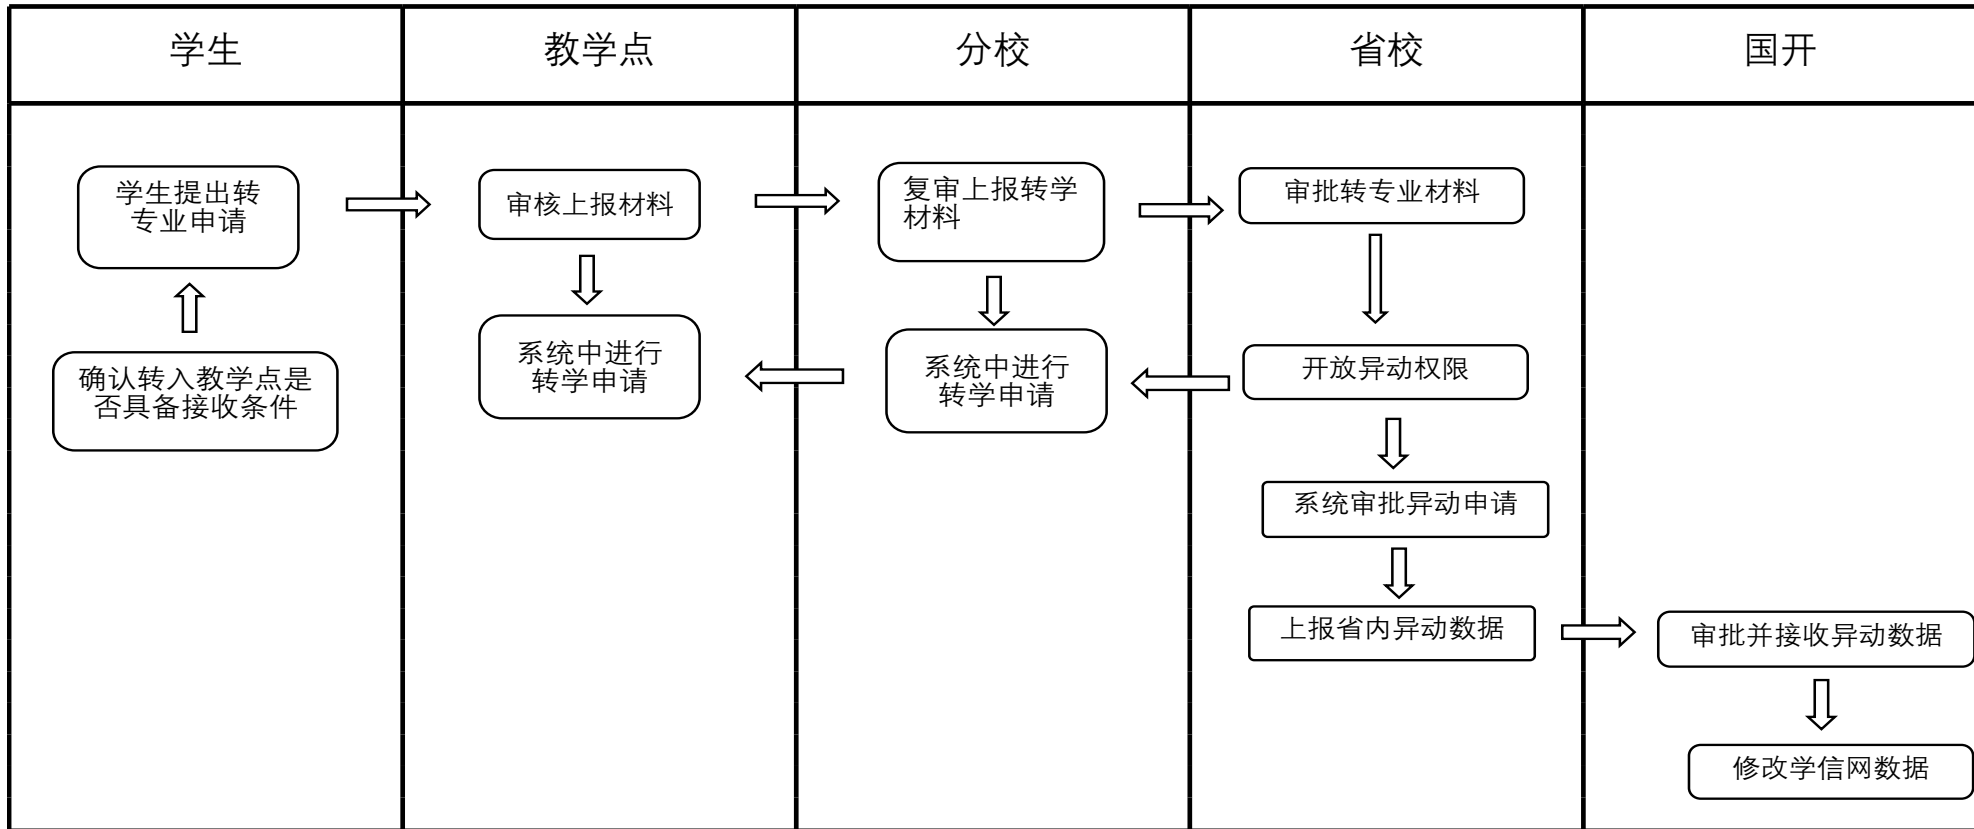 学生
教学点
分校
省校
国开
学生提出转
专业申请
审核上报材料
复审上报转学
材料
审批转专业材料
确认转入教学点是
否具备接收条件
系统中进行
转学申请
系统中进行
转学申请
开放异动权限
系统审批异动申请
上报省内异动数据
审批并接收异动数据
修改学信网数据